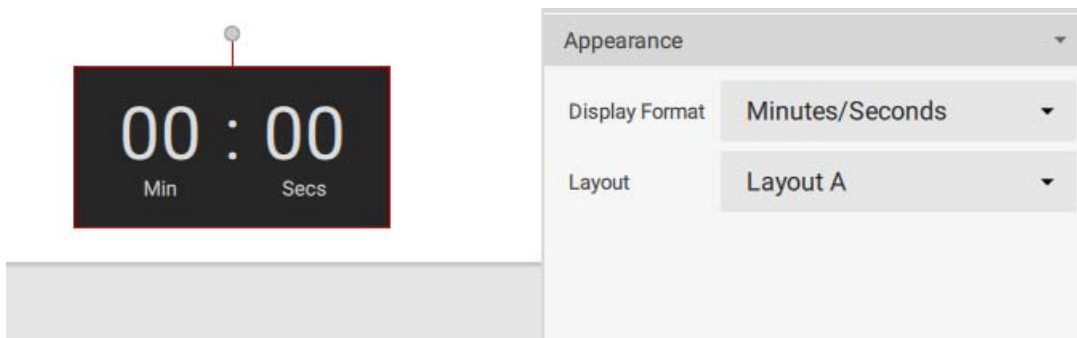 00 : 00
Min Secs
Appearance
Display Format Minutes/Seconds
Layout Layout A